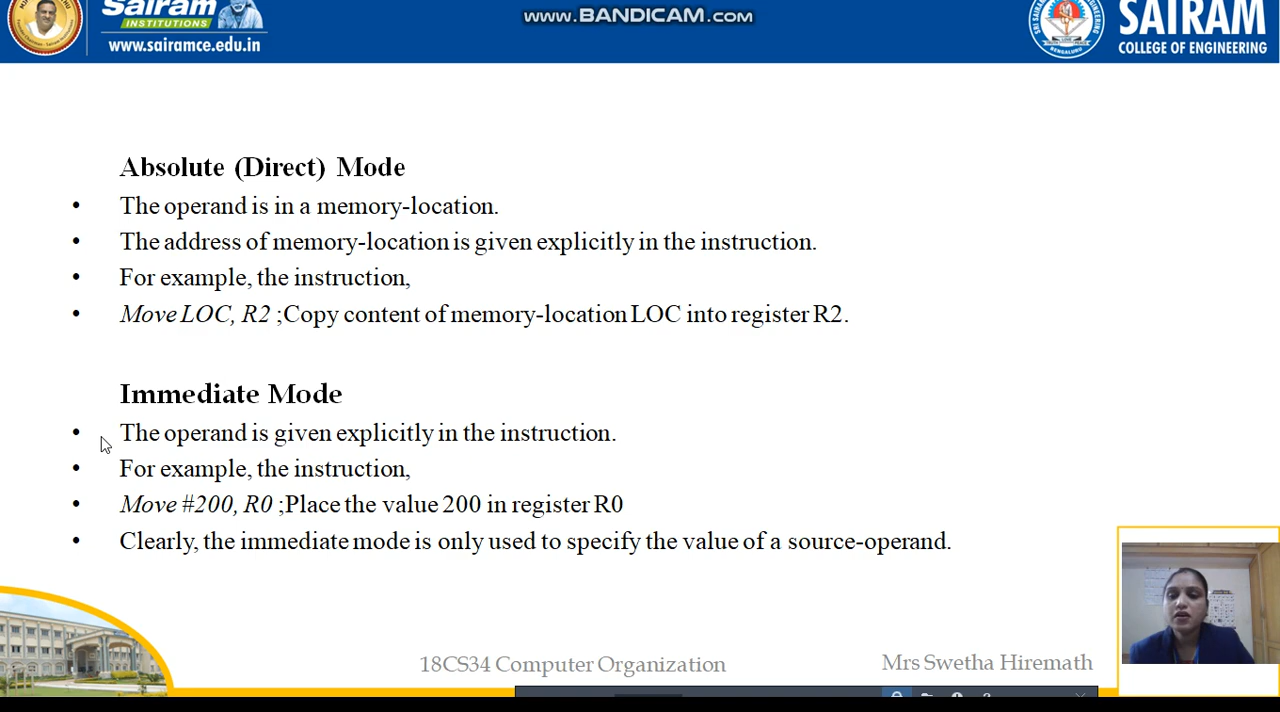 www.BANDICAM.com
Sairam
INSTITUTIONS
www.sairamce.edu.in
SAIRAM
COLLEGE OF ENGINEERING
BENGALURU
Absolute (Direct) Mode
• The operand is in a memory-location.
• The address of memory-location is given explicitly in the instruction.
• For example, the instruction,
• Move LOC, R2 ;Copy content of memory-location LOC into register R2.
Immediate Mode
• The operand is given explicitly in the instruction.
• For example, the instruction,
• Move #200, R0 ;Place the value 200 in register R0
• Clearly, the immediate mode is only used to specify the value of a source-operand.
18CS34 Computer Organization
Mrs Swetha Hiremath